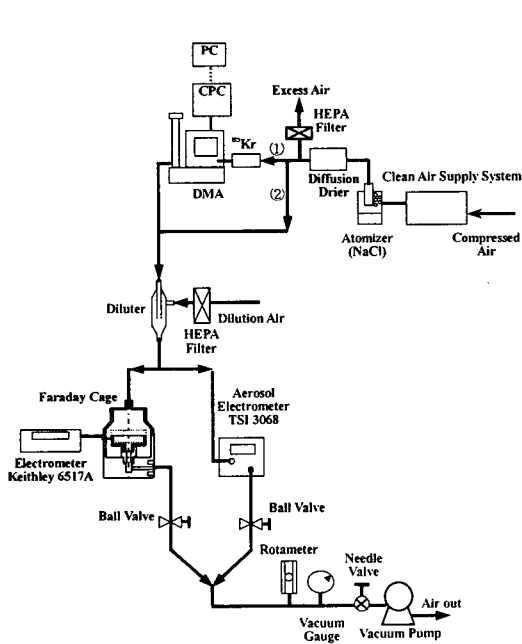 PC
CPC
Excess Air
HEPA
Filter
⁸⁵Kr
(1)
DMA
(2)
Diffusion
Drier
Clean Air Supply System
Atomizer
(NaCl)
Compressed
Air
Diluter
Dilution Air
HEPA
Filter
Faraday Cage
Aerosol
Electrometer
TSI 3068
Electrometer
Keithley 6517A
Ball Valve
Ball Valve
Rotameter
Needle
Valve
Vacuum
Gauge
Air out
Vacuum Pump